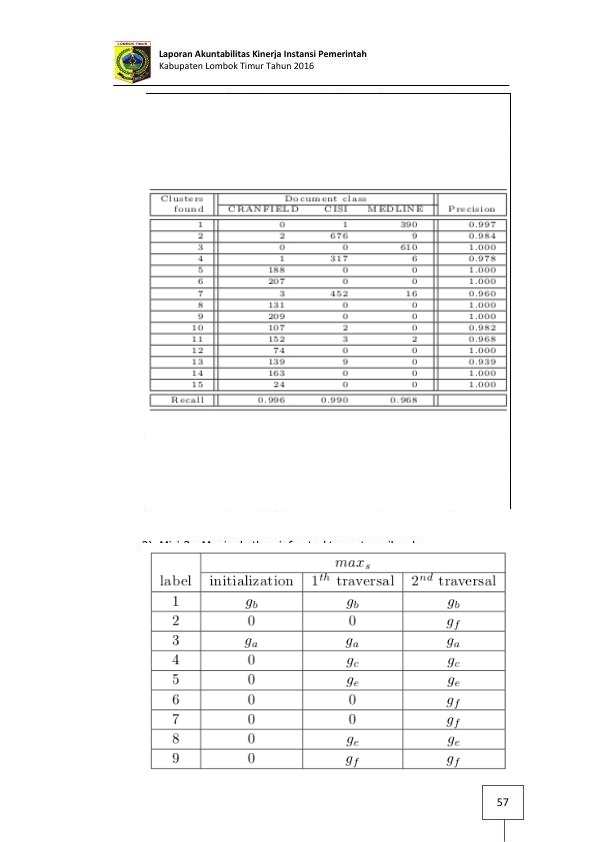 LOMBOK TIMUR
Laporan Akuntabilitas Kinerja Instansi Pemerintah
Kabupaten Lombok Timur Tahun 2016
Clusters Document class
found CRANFIELD CISI MEDLINE Precision
1 0 1 390 0.997
2 2 676 9 0.984
3 0 0 610 1.000
4 1 317 6 0.978
5 188 0 0 1.000
6 207 0 0 1.000
7 3 452 16 0.960
8 131 0 0 1.000
9 209 0 0 1.000
10 107 2 0 0.982
11 152 3 2 0.968
12 74 0 0 1.000
13 139 9 0 0.939
14 163 0 0 1.000
15 24 0 0 1.000
Recall 0.996 0.990 0.968
max_s
label initialization 1^th traversal 2^nd traversal
1 g_b g_b g_b
2 0 0 g_f
3 g_a g_a g_a
4 0 g_c g_c
5 0 g_e g_e
6 0 0 g_f
7 0 0 g_f
8 0 g_e g_e
9 0 g_f g_f
57